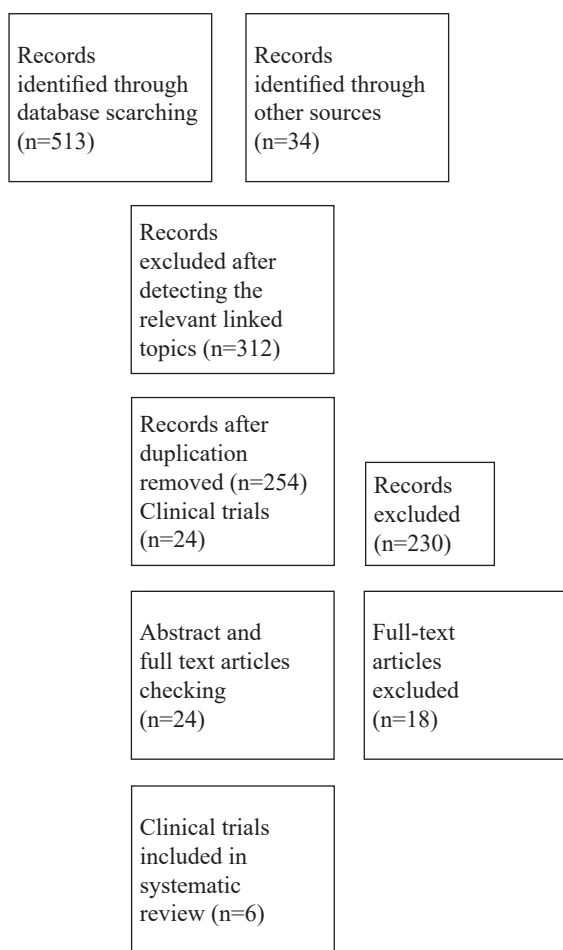 Records
identified through
database scarching
(n=513)
Records
identified through
other sources
(n=34)
Records
excluded after
detecting the
relevant linked
topics (n=312)
Records after
duplication
removed (n=254)
Clinical trials
(n=24)
Records
excluded
(n=230)
Abstract and
full text articles
checking
(n=24)
Full-text
articles
excluded
(n=18)
Clinical trials
included in
systematic
review (n=6)